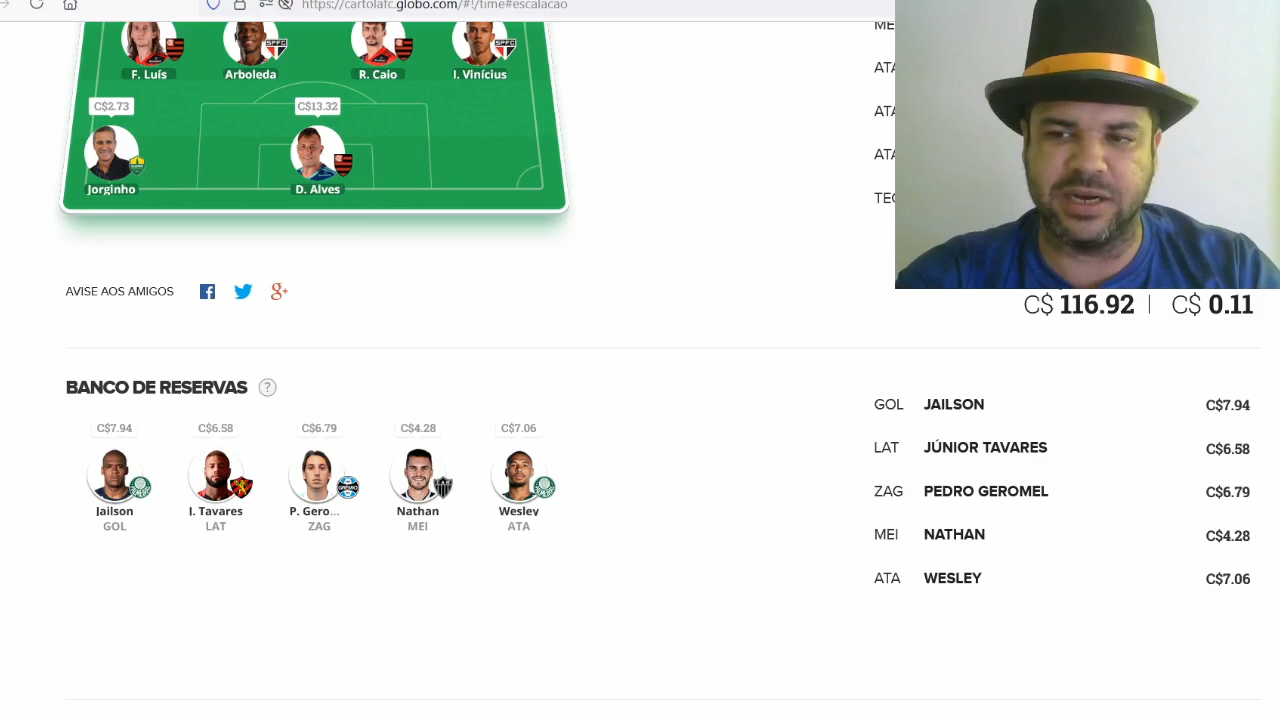 https://cartolafc.globo.com/#!/time#escalacao
F. Luís
Arboleda
R. Caio
I. Vinícius
C$2.73
C$13.32
Jorginho
D. Alves
ATA
ATA
ATA
AVISE AOS AMIGOS
C$ 116.92 | C$ 0.11
BANCO DE RESERVAS ?
C$7.94
C$6.58
C$6.79
C$4.28
C$7.06
Jailson
J. Tavares
P. Gero...
Nathan
Wesley
GOL
LAT
ZAG
MEI
ATA
GOL JAILSON C$7.94
LAT JÚNIOR TAVARES C$6.58
ZAG PEDRO GEROMEL C$6.79
MEI NATHAN C$4.28
ATA WESLEY C$7.06